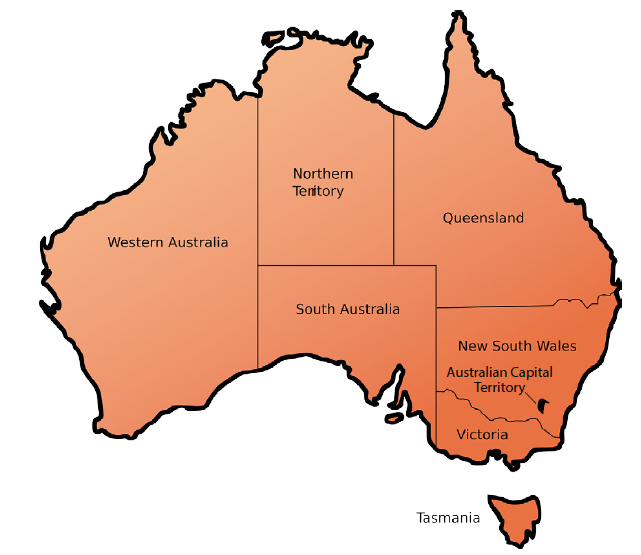 Northern
Territory
Queensland
Western Australia
South Australia
New South Wales
Australian Capital
Territory
Victoria
Tasmania